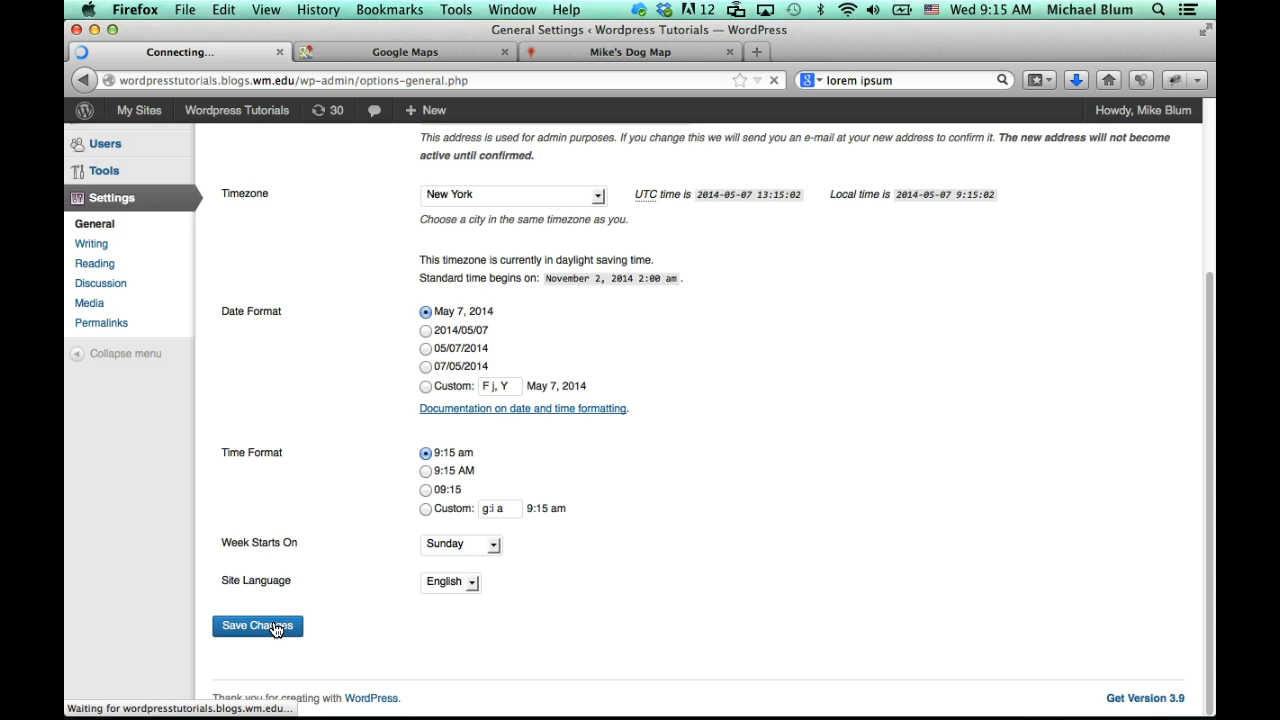 Firefox File Edit View History Bookmarks Tools Window Help 12 Wed 9:15 AM Michael Blum
General Settings ‹ Wordpress Tutorials — WordPress
Connecting... Google Maps Mike's Dog Map
wordpresstutorials.blogs.wm.edu/wp-admin/options-general.php lorem ipsum
My Sites Wordpress Tutorials 30 New Howdy, Mike Blum
This address is used for admin purposes. If you change this we will send you an e-mail at your new address to confirm it. The new address will not become
active until confirmed.
Users
Tools
Settings
General
Writing
Reading
Discussion
Media
Permalinks
Collapse menu
Timezone New York UTC time is 2014-05-07 13:15:02 Local time is 2014-05-07 9:15:02
Choose a city in the same timezone as you.
This timezone is currently in daylight saving time.
Standard time begins on: November 2, 2014 2:00 am .
Date Format May 7, 2014
2014/05/07
05/07/2014
07/05/2014
Custom: F j, Y May 7, 2014
Documentation on date and time formatting.
Time Format 9:15 am
9:15 AM
09:15
Custom: g:i a 9:15 am
Week Starts On Sunday
Site Language English
Save Changes
Thank you for creating with WordPress. Get Version 3.9
Waiting for wordpresstutorials.blogs.wm.edu...